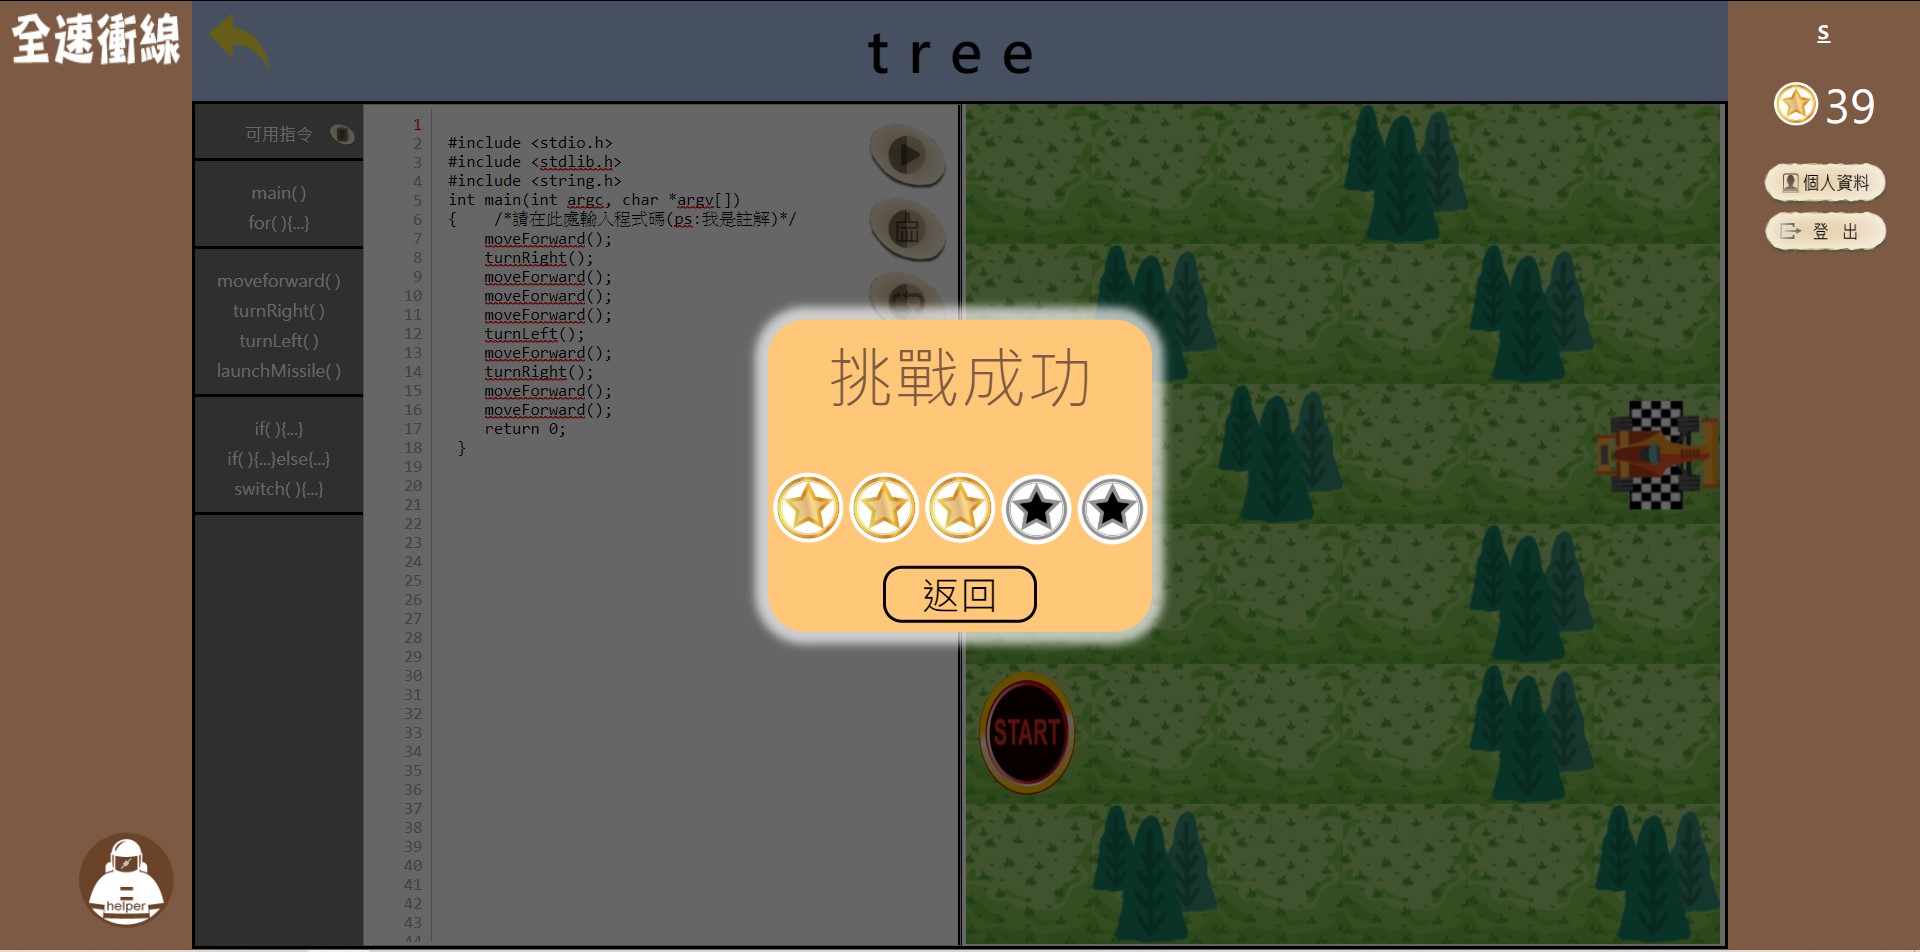 全速衝線
tree
s
39
個人資料
登 出
可用指令
main( )
for( ){...}
moveforward( )
turnRight( )
turnLeft( )
launchMissile( )
if( ){...}
if( ){...}else{...}
switch( ){...}
1
2 #include <stdio.h>
3 #include <stdlib.h>
4 #include <string.h>
5 int main(int argc, char *argv[])
6 { /*請在此處輸入程式碼(ps:我是註解)*/
7 moveForward();
8 turnRight();
9 moveForward();
10 moveForward();
11 moveForward();
12 turnLeft();
13 moveForward();
14 turnRight();
15 moveForward();
16 moveForward();
17 return 0;
18 }
19
20
21
22
23
24
25
26
27
28
29
30
31
32
33
34
35
36
37
38
39
40
41
42
43
44
挑戰成功
返回
START
helper